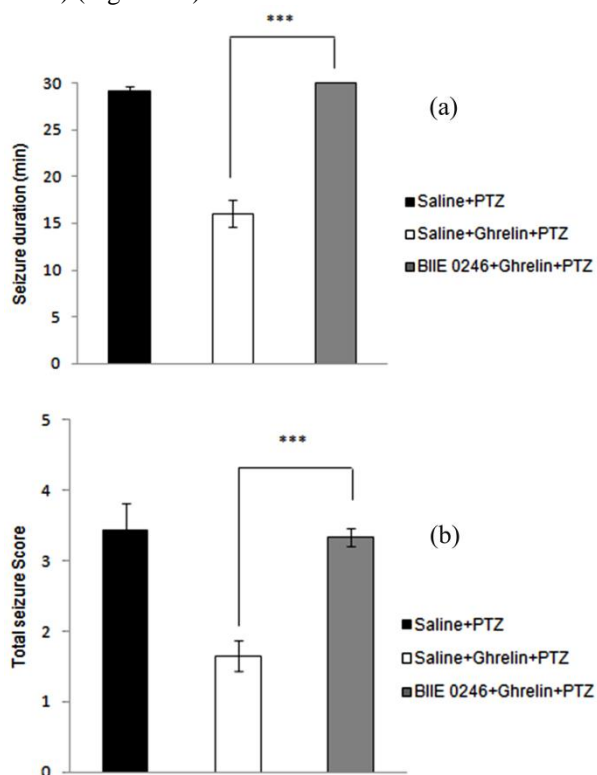 ***
(a)
30
25
20
15
10
5
0
Seizure duration (min)
Saline+PTZ
Saline+Ghrelin+PTZ
BIIE 0246+Ghrelin+PTZ
***
(b)
5
4
3
2
1
0
Total seizure Score
Saline+PTZ
Saline+Ghrelin+PTZ
BIIE 0246+Ghrelin+PTZ